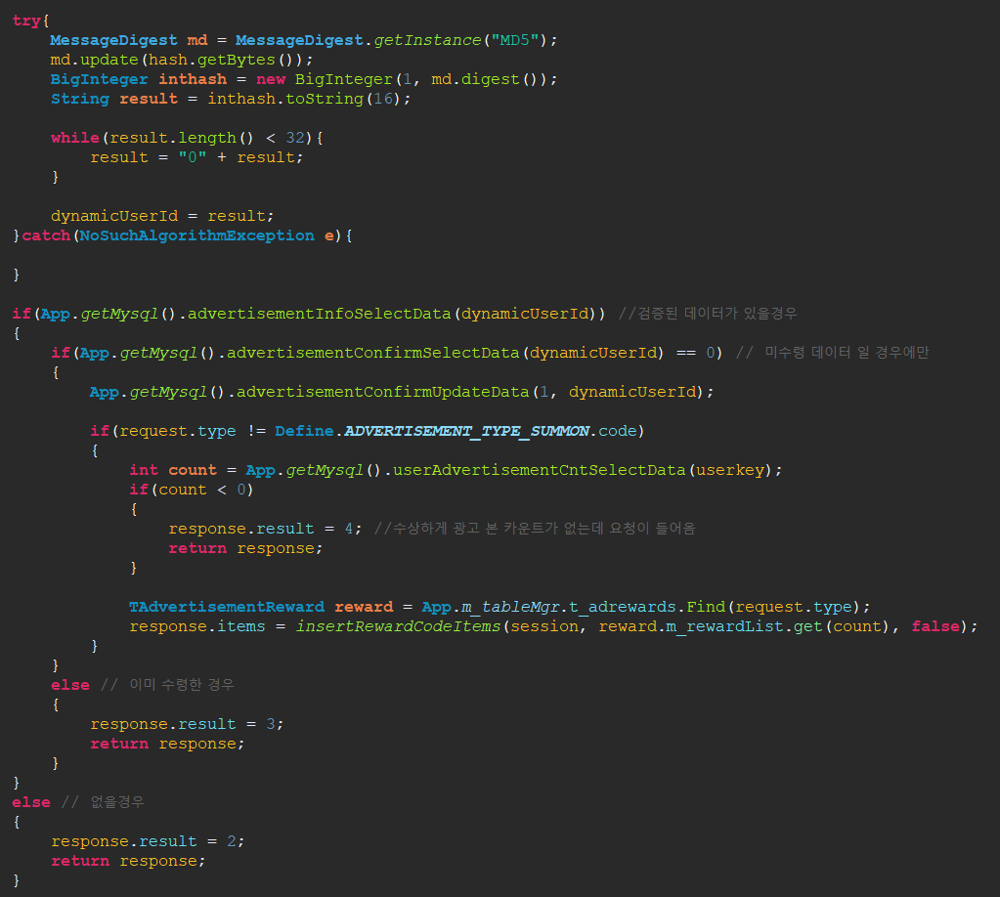 try{
    MessageDigest md = MessageDigest.getInstance("MD5");
    md.update(hash.getBytes());
    BigInteger inthash = new BigInteger(1, md.digest());
    String result = inthash.toString(16);

    while(result.length() < 32){
        result = "0" + result;
    }

    dynamicUserId = result;
}catch(NoSuchAlgorithmException e){

}

if(App.getMysql().advertisementInfoSelectData(dynamicUserId)) //검증된 데이터가 있을경우
{
    if(App.getMysql().advertisementConfirmSelectData(dynamicUserId) == 0) // 미수령 데이터 일 경우에만
    {
        App.getMysql().advertisementConfirmUpdateData(1, dynamicUserId);

        if(request.type != Define.ADVERTISEMENT_TYPE_SUMMON.code)
        {
            int count = App.getMysql().userAdvertisementCntSelectData(userkey);
            if(count < 0)
            {
                response.result = 4; //수상하게 광고 본 카운트가 없는데 요청이 들어옴
                return response;
            }

            TAdvertisementReward reward = App.m_tableMgr.t_adrewards.Find(request.type);
            response.items = insertRewardCodeItems(session, reward.m_rewardList.get(count), false);
        }
    }
    else // 이미 수령한 경우
    {
        response.result = 3;
        return response;
    }
}
else // 없을경우
{
    response.result = 2;
    return response;
}